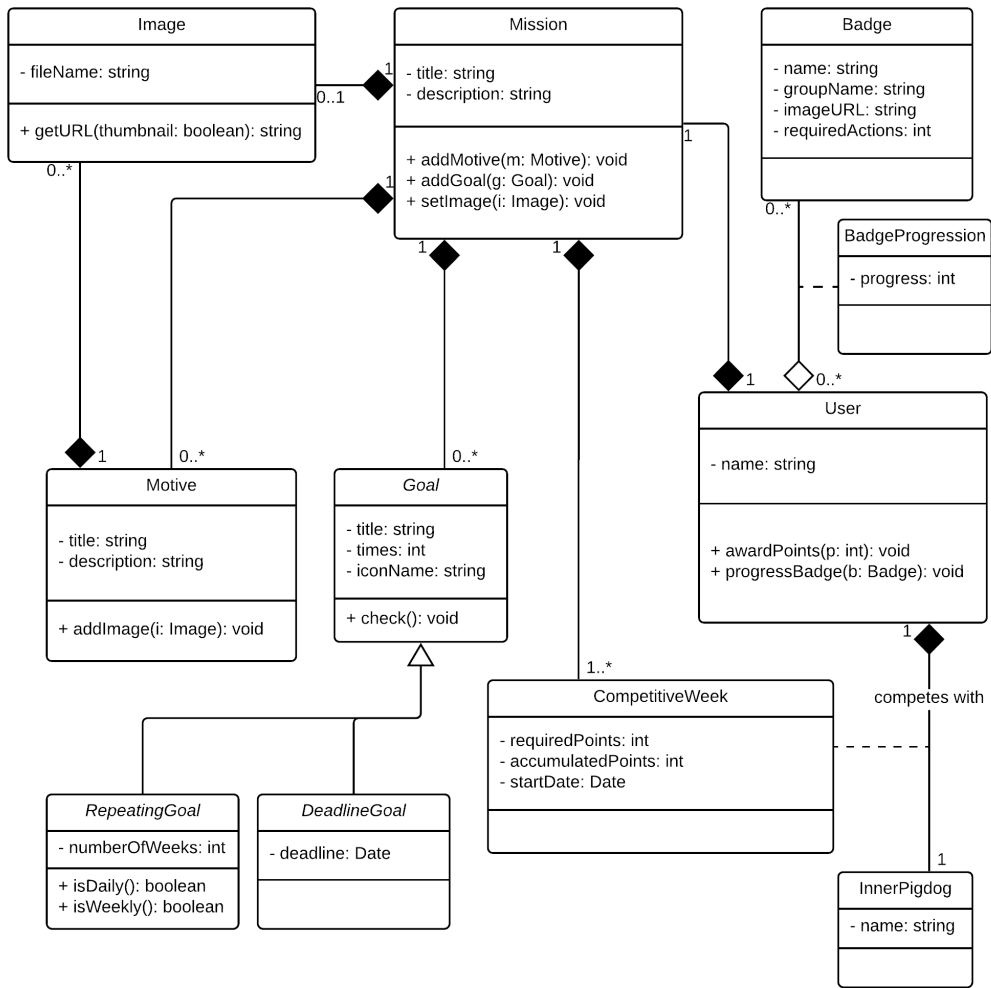 Image
- fileName: string
+ getURL(thumbnail: boolean): string
0..1
1
0..*
Mission
- title: string
- description: string
+ addMotive(m: Motive): void
+ addGoal(g: Goal): void
+ setImage(i: Image): void
1
1
1
1
Badge
- name: string
- groupName: string
- imageURL: string
- requiredActions: int
0..*
BadgeProgression
- progress: int
1
0..*
User
- name: string
+ awardPoints(p: int): void
+ progressBadge(b: Badge): void
1
0..*
Motive
- title: string
- description: string
+ addImage(i: Image): void
0..*
Goal
- title: string
- times: int
- iconName: string
+ check(): void
1
competes with
1..*
CompetitiveWeek
- requiredPoints: int
- accumulatedPoints: int
- startDate: Date
RepeatingGoal
- numberOfWeeks: int
+ isDaily(): boolean
+ isWeekly(): boolean
DeadlineGoal
- deadline: Date
1
InnerPigdog
- name: string